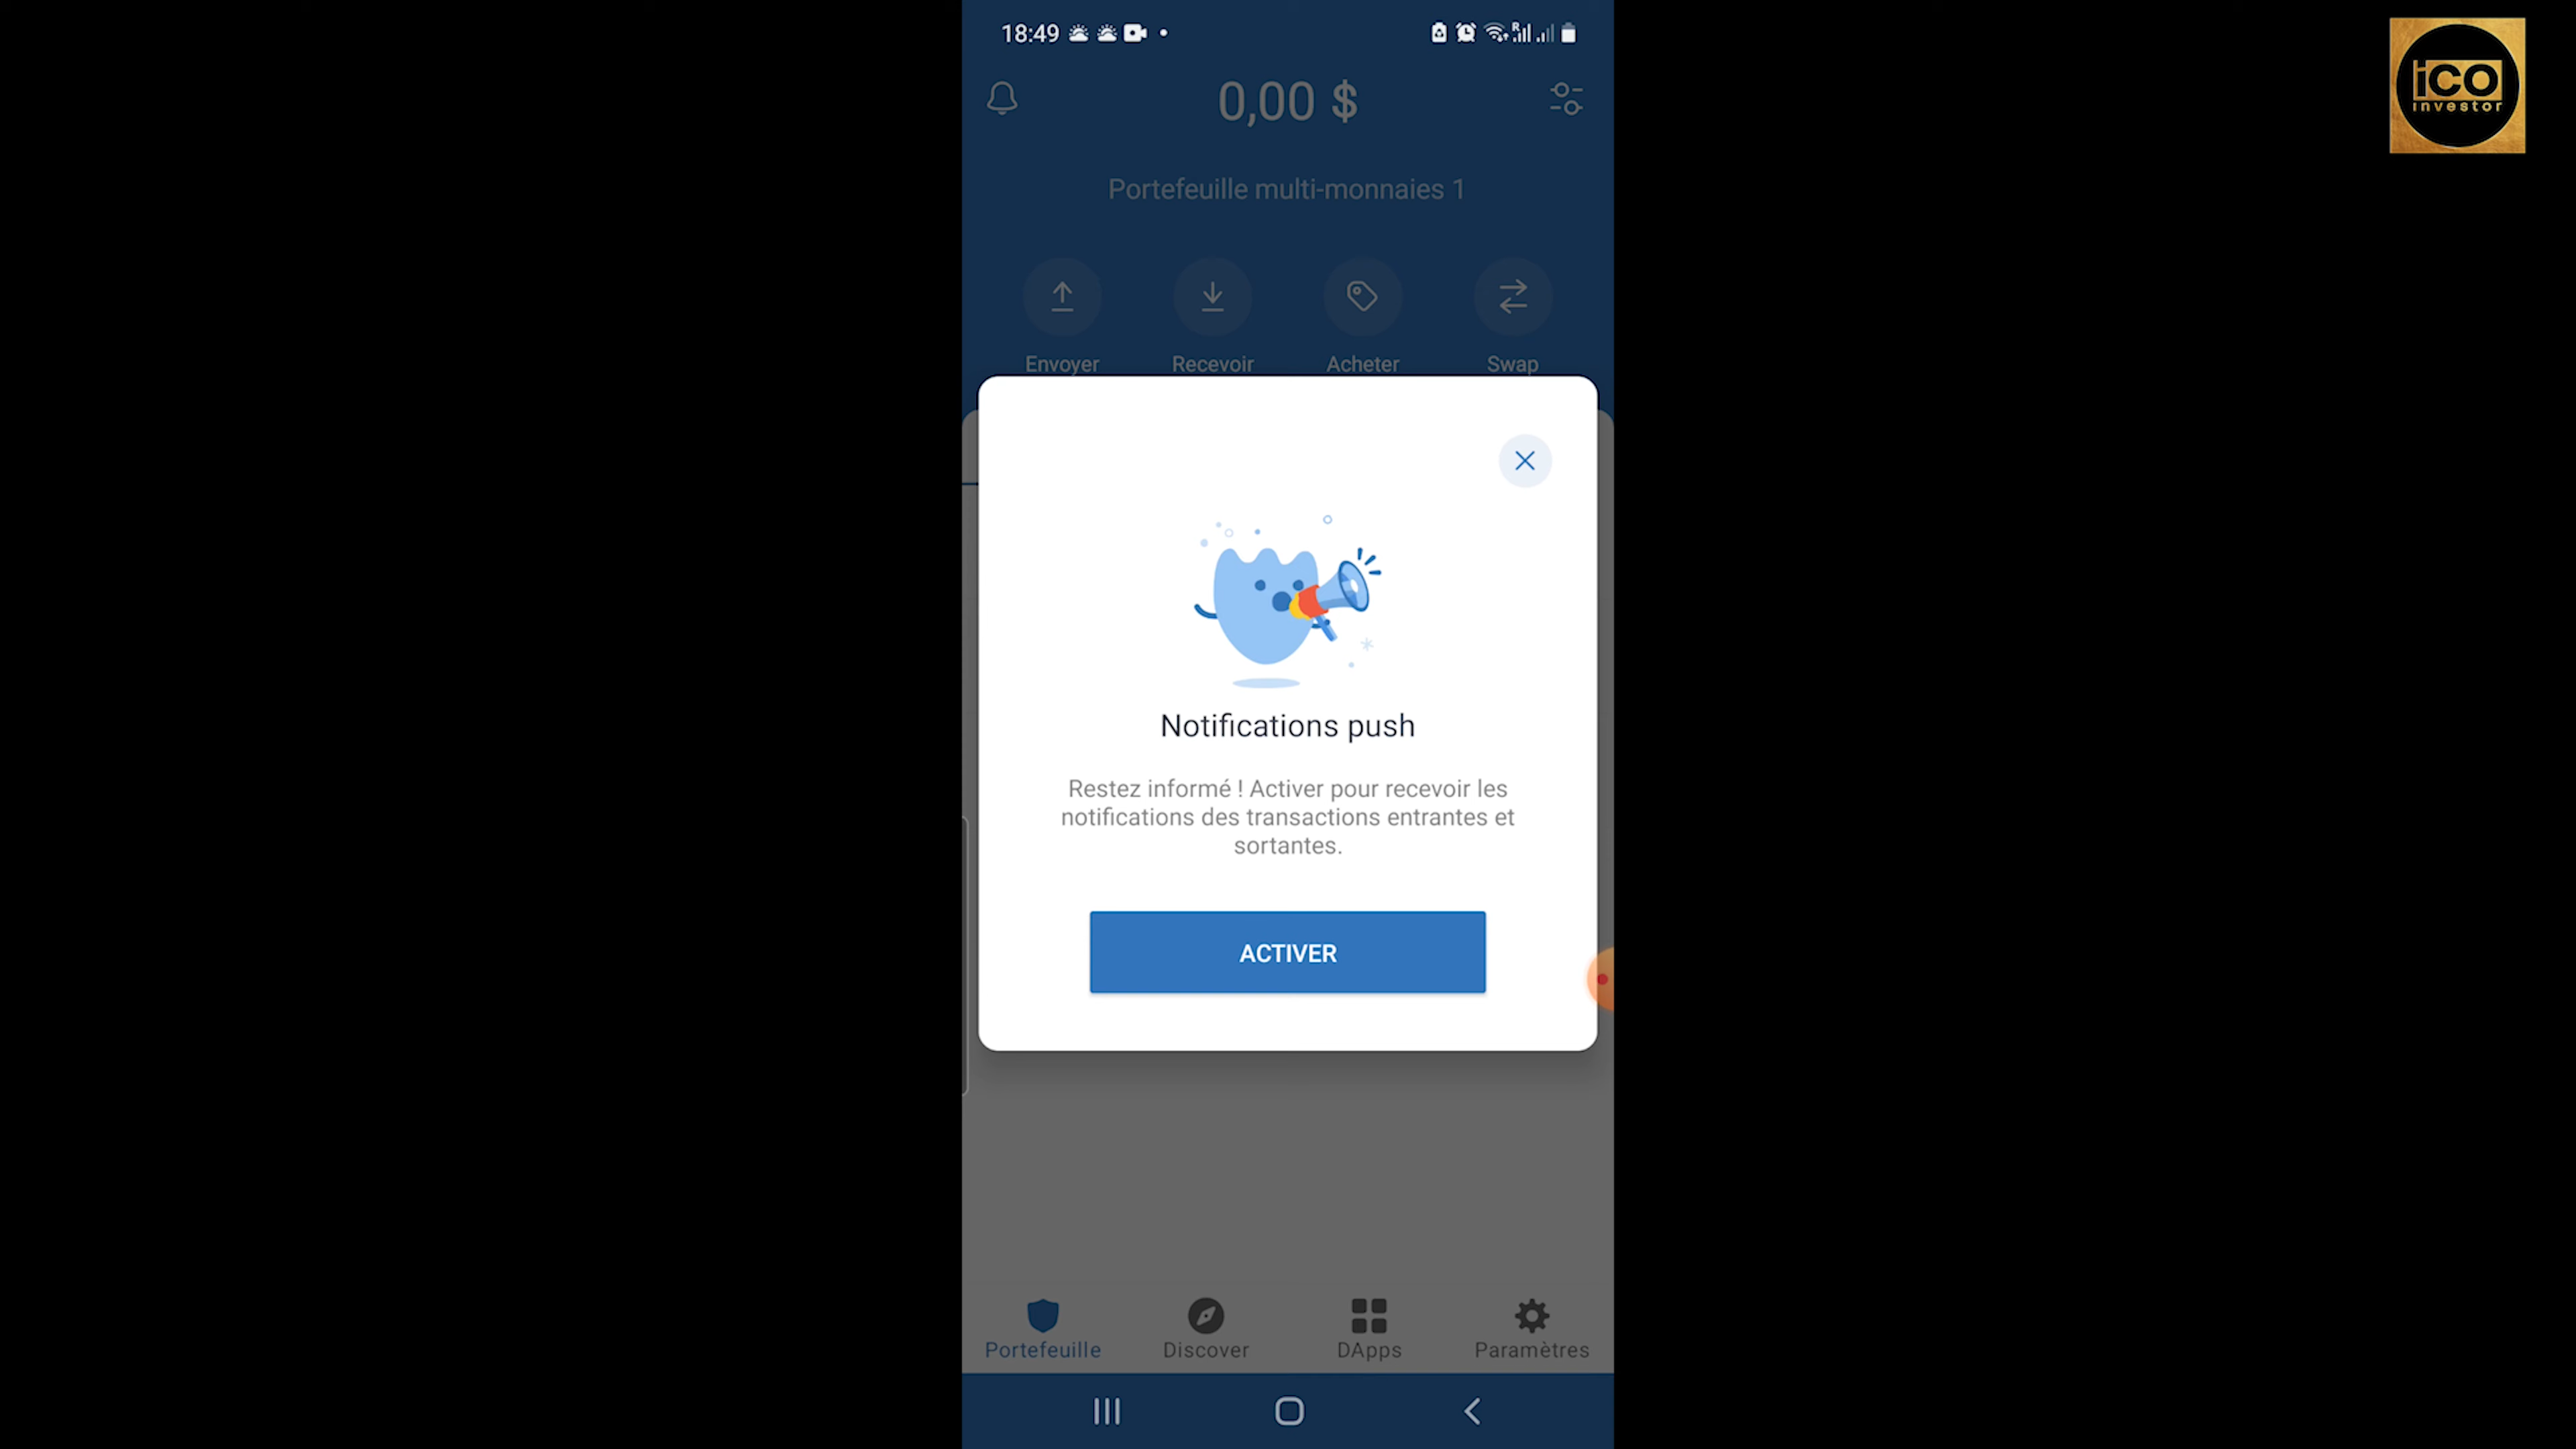 18:49
0,00 $
Portefeuille multi-monnaies 1
Envoyer
Recevoir
Acheter
Swap
Notifications push
Restez informé ! Activer pour recevoir les
notifications des transactions entrantes et
sortantes.
ACTIVER
Portefeuille
Discover
DApps
Paramètres
iCO
investor